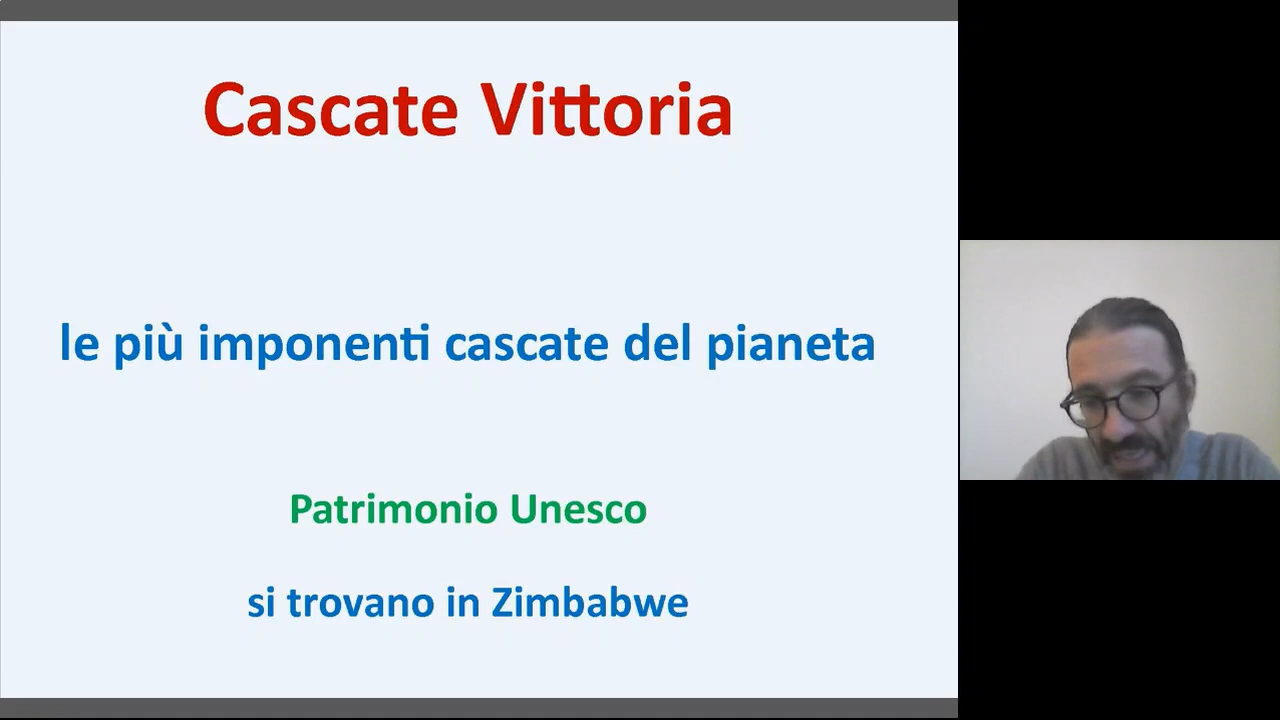 Cascate Vittoria
le più imponenti cascate del pianeta
Patrimonio Unesco
si trovano in Zimbabwe